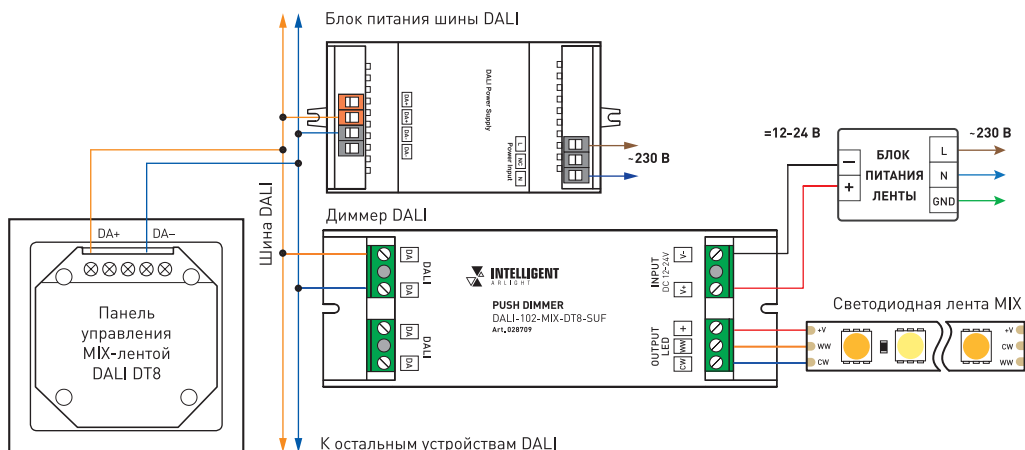 Блок питания шины DALI
DA+
DA+
DA-
DA-
DALI Power Supply
L
NC
N
Power Input
~230 В
=12–24 В
~230 В
БЛОК
ПИТАНИЯ
ЛЕНТЫ
–
+
L
N
GND
Шина DALI
DA+
DA–
Панель
управления
MIX-лентой
DALI DT8
Диммер DALI
DA
DA
DALI
DA
DA
DALI
INTELLIGENT
ARLIGHT
PUSH DIMMER
DALI-102-MIX-DT8-SUF
Art. 028709
INPUT
DC 12-24V
V-
V+
OUTPUT
LED
+
WW
CW
Светодиодная лента MIX
+V
WW
CW
+V
CW
WW
К остальным устройствам DALI